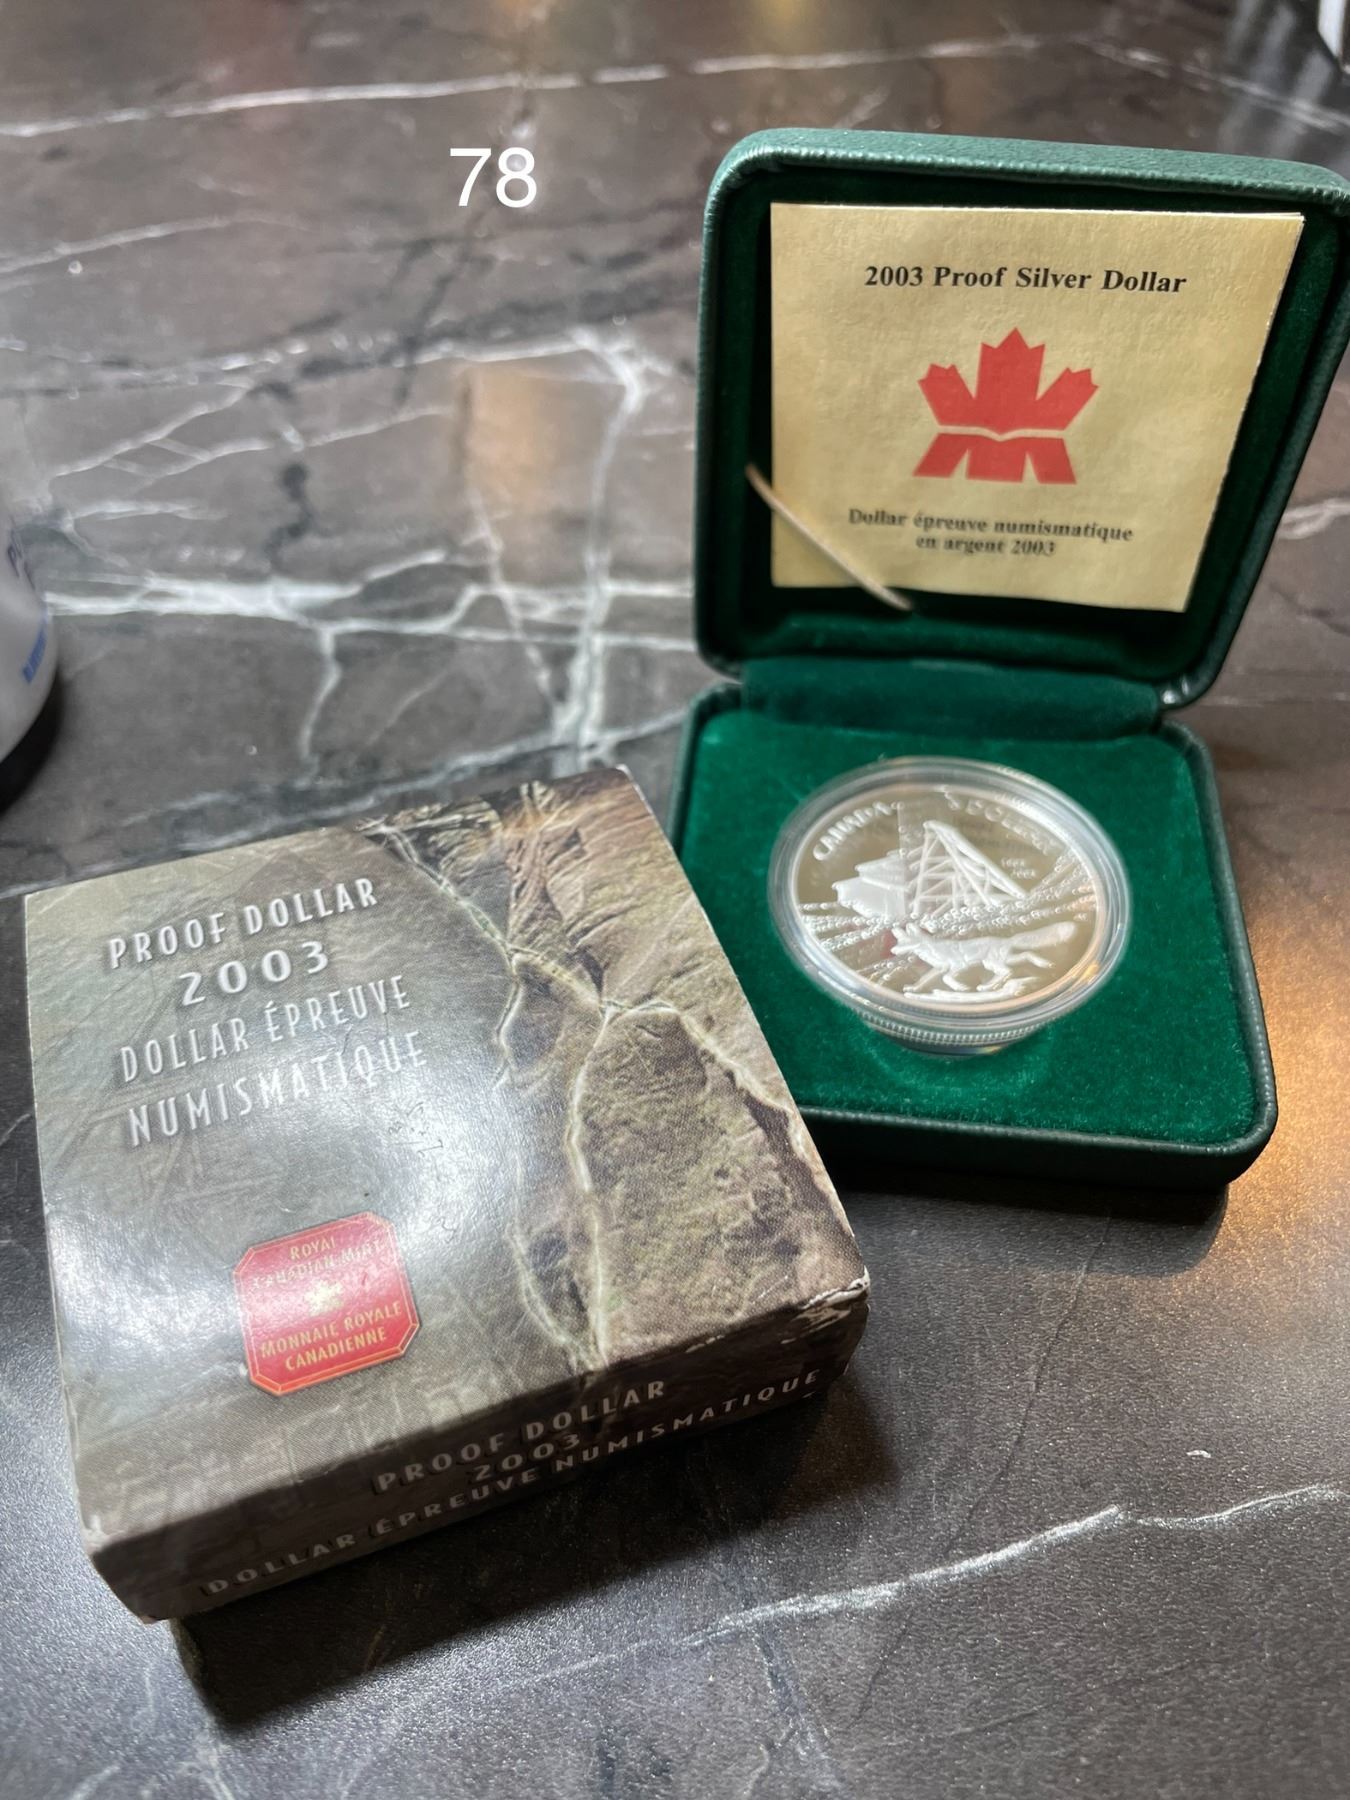 78
2003 Proof Silver Dollar
Dollar épreuve numismatique
en argent 2003
CANADA
PROOF DOLLAR
2003
DOLLAR ÉPREUVE
NUMISMATIQUE
ROYAL
CANADIAN MINT
MONNAIE ROYALE
CANADIENNE
PROOF DOLLAR
2003
DOLLAR ÉPREUVE NUMISMATIQUE